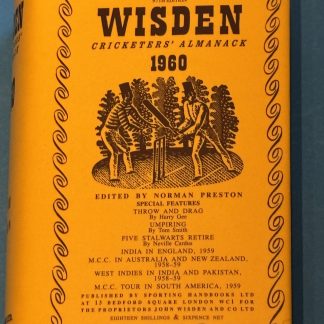 97TH EDITION
WISDEN
CRICKETERS' ALMANACK
1960
EDITED BY NORMAN PRESTON
SPECIAL FEATURES
THROW AND DRAG
By Harry Gee
UMPIRING
By Tom Smith
FIVE STALWARTS RETIRE
By Neville Cardus
INDIA IN ENGLAND, 1959
M.C.C. IN AUSTRALIA AND NEW ZEALAND,
1958-59
WEST INDIES IN INDIA AND PAKISTAN,
1958-59
M.C.C. TOUR IN SOUTH AMERICA, 1959
PUBLISHED BY SPORTING HANDBOOKS LTD
AT 13 BEDFORD SQUARE LONDON WC1 FOR
THE PROPRIETORS JOHN WISDEN AND CO LTD
EIGHTEEN SHILLINGS & SIXPENCE NET